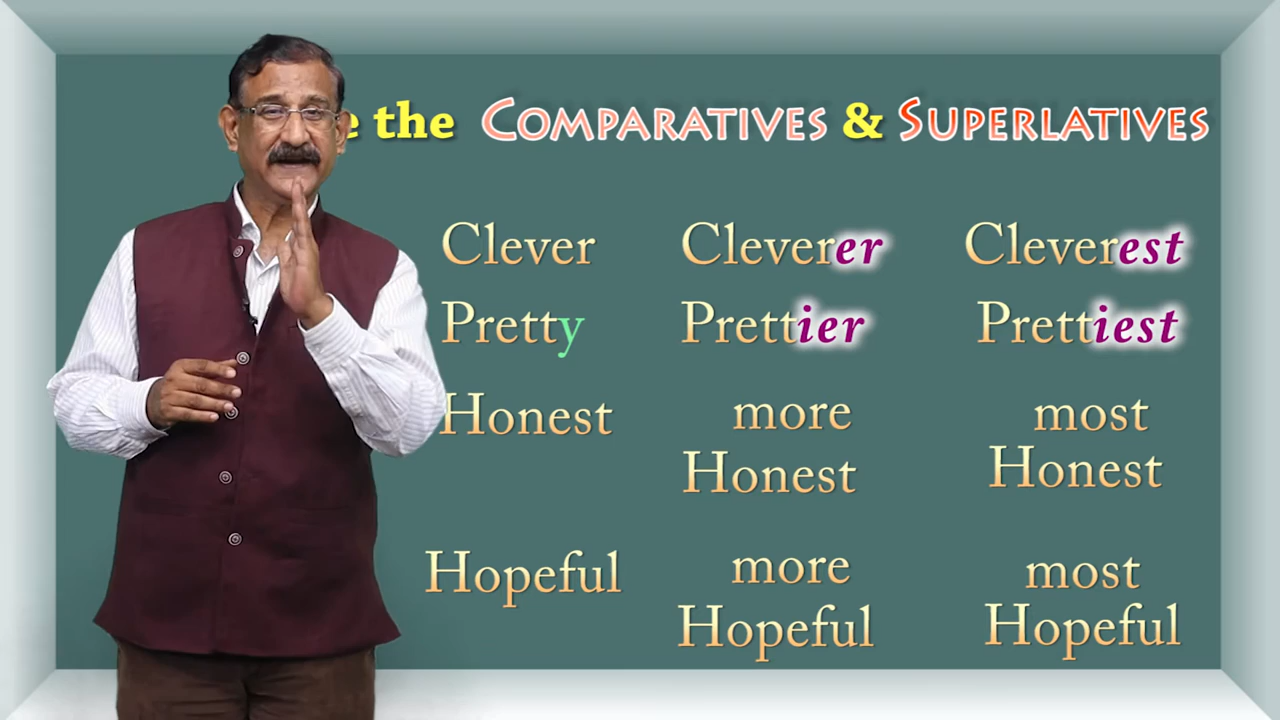 the COMPARATIVES & SUPERLATIVES
Clever Cleverer Cleverest
Pretty Prettier Prettiest
Honest more Honest most Honest
Hopeful more Hopeful most Hopeful